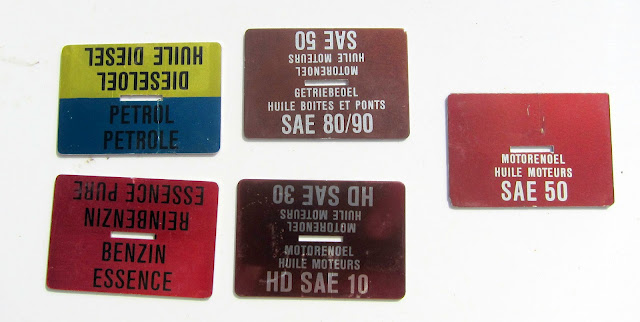 DIESELOEL
HUILE DIESEL
PETROL
PETROLE
MOTORENOEL
HUILE MOTEURS
SAE 50
GETRIEBEOEL
HUILE BOITES ET PONTS
SAE 80/90
MOTORENOEL
HUILE MOTEURS
SAE 50
REINBENZIN
ESSENCE PURE
BENZIN
ESSENCE
MOTORENOEL
HUILE MOTEURS
HD SAE 30
MOTORENOEL
HUILE MOTEURS
HD SAE 10